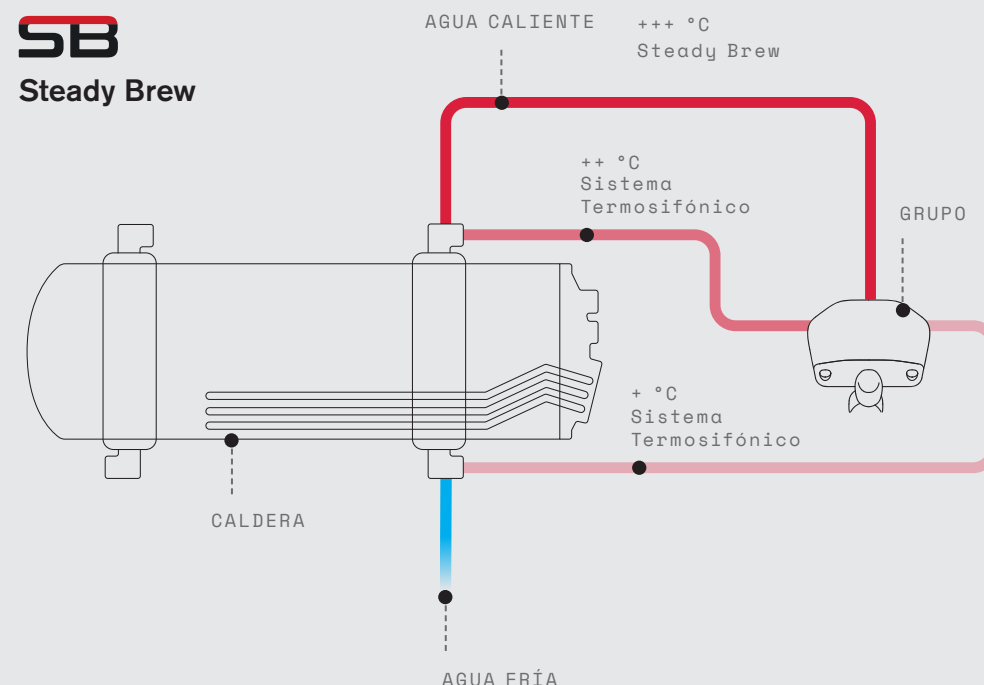 SB
Steady Brew
AGUA CALIENTE
+++ °C
Steady Brew
++ °C
Sistema
Termosifónico
GRUPO
+ °C
Sistema
Termosifónico
CALDERA
AGUA FRÍA